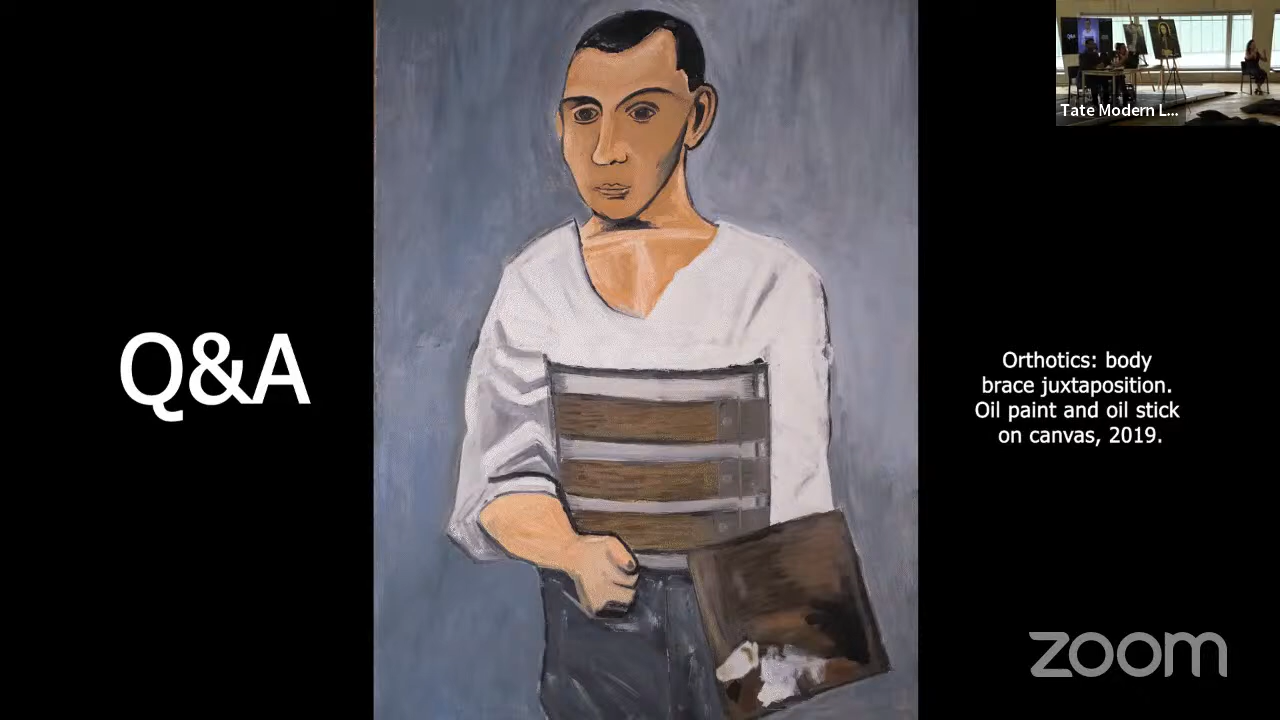 Q&A
Orthotics: body
brace juxtaposition.
Oil paint and oil stick
on canvas, 2019.
Tate Modern L...
Q&A
zoom